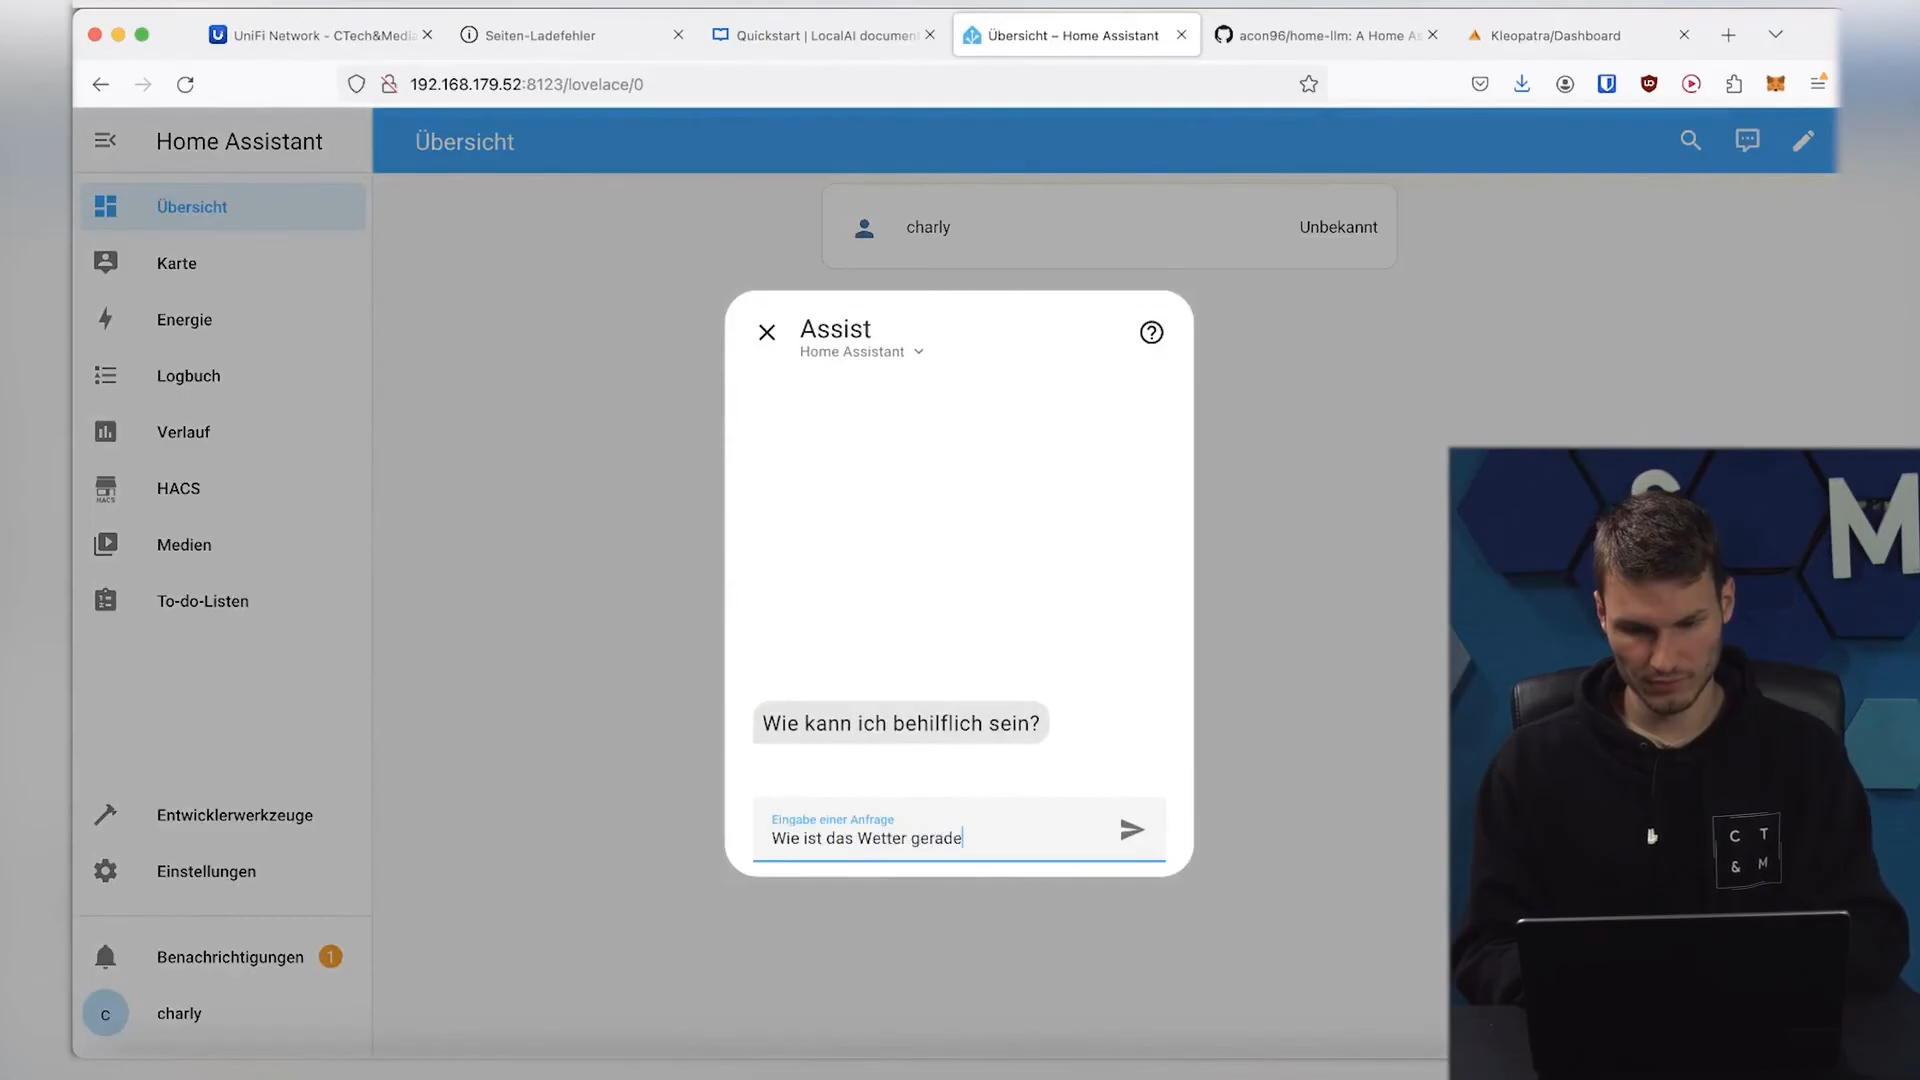 UniFi Network - CTech&Media
Seiten-Ladefehler
Quickstart | LocalAI documen
Übersicht – Home Assistant
acon96/home-llm: A Home As
Kleopatra/Dashboard
192.168.179.52:8123/lovelace/0
Home Assistant
Übersicht
Übersicht
charly
Unbekannt
Karte
Energie
Logbuch
Verlauf
HACS
HACS
Medien
To-do-Listen
Entwicklerwerkzeuge
Einstellungen
Benachrichtigungen
1
c
charly
Assist
Home Assistant
Wie kann ich behilflich sein?
Eingabe einer Anfrage
Wie ist das Wetter gerade
M
C T
& M